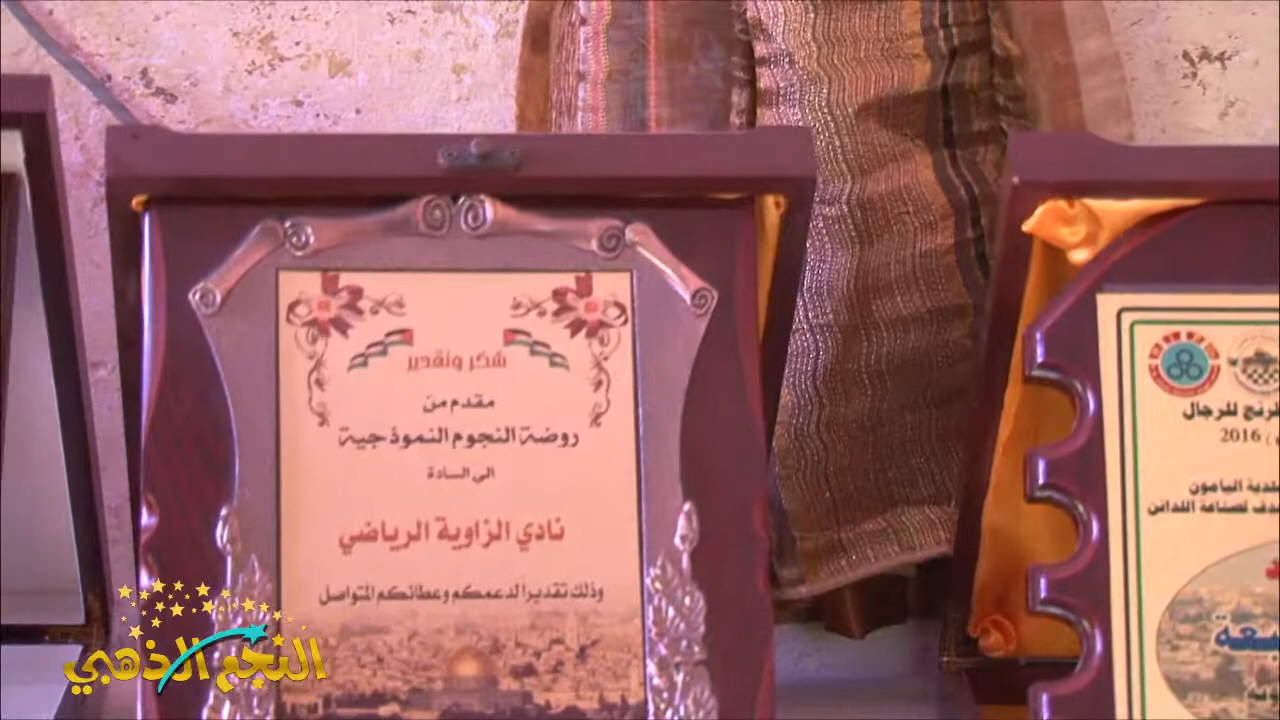 شكر وتقدير
مقدم من
روضة النجوم النموذجية
الى السادة
نادي الزاوية الرياضي
وذلك تقديراً لدعمكم وعطائكم المتواصل
للرجال
2016
اليامون
لصناعة اللدائن
النجم الذهبي